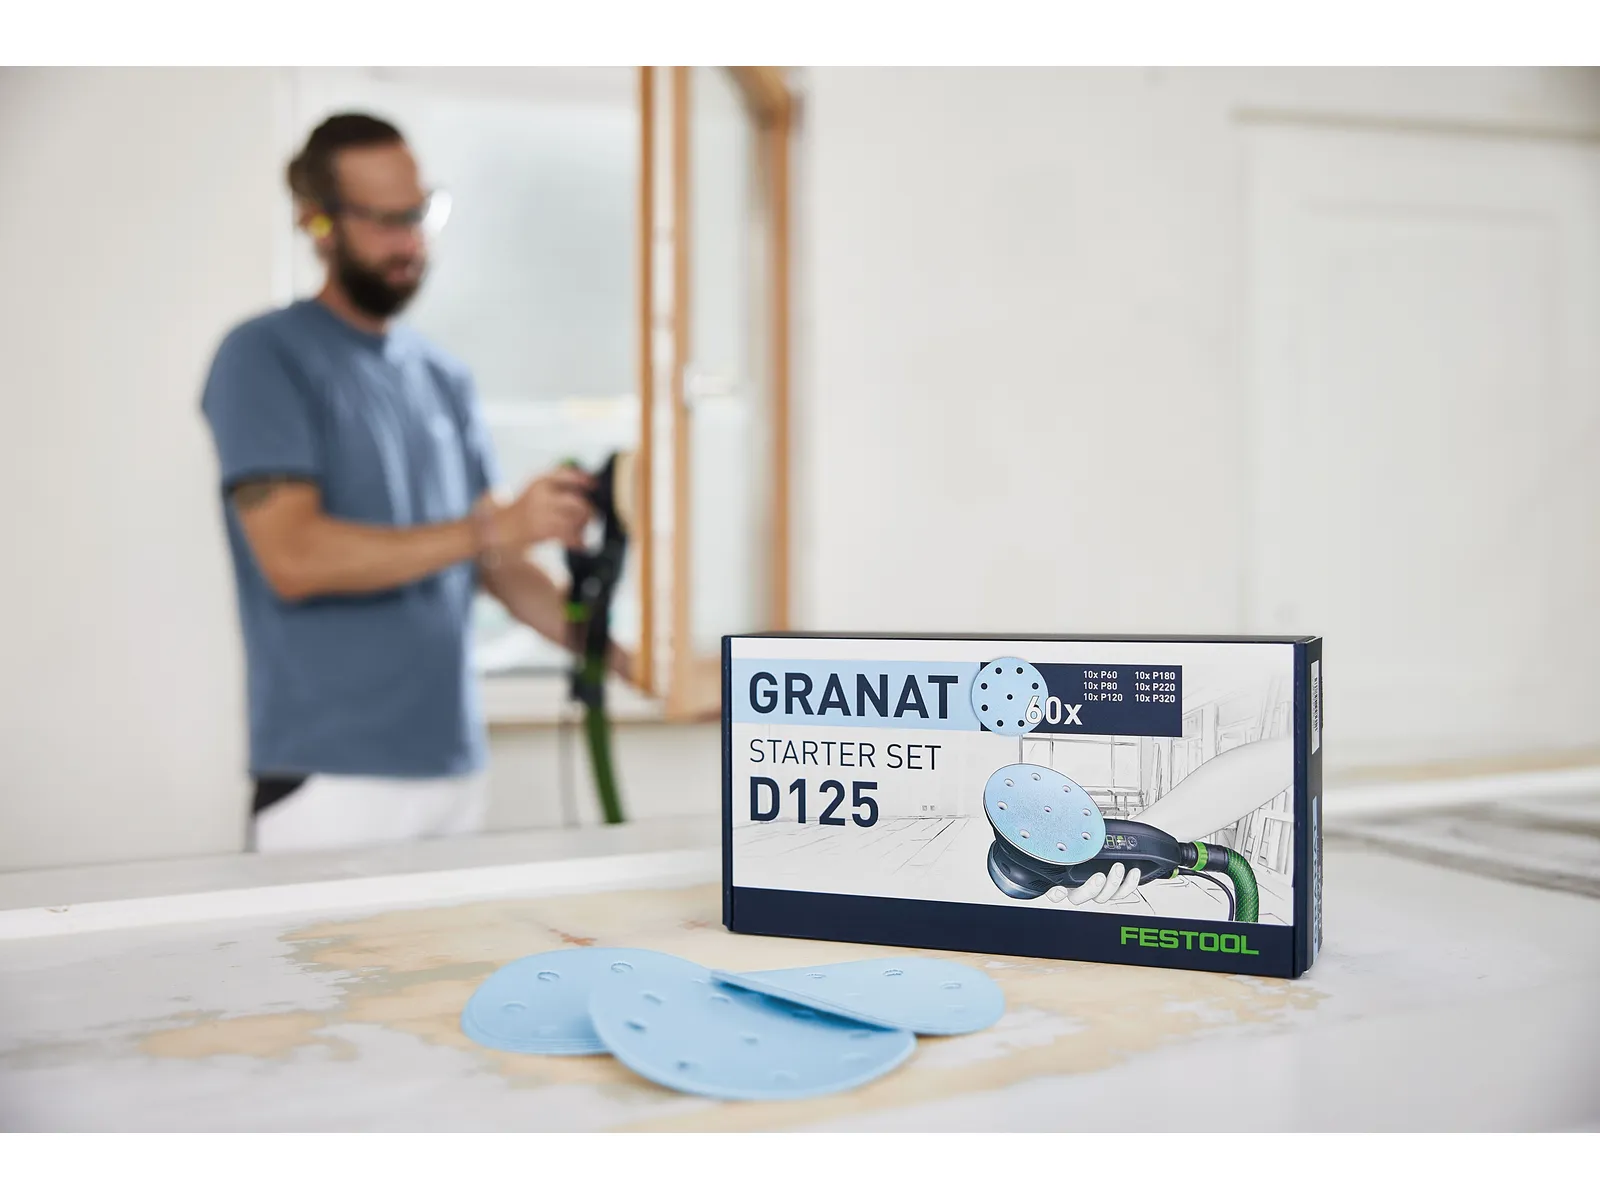 GRANAT
60x
10x P60
10x P80
10x P120
10x P180
10x P220
10x P320
STARTER SET
D125
FESTOOL